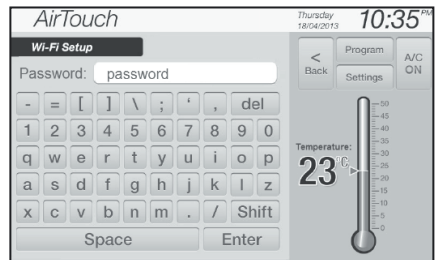 AirTouch
Thursday
18/04/2013
10:35 PM
Wi-Fi Setup
Password: password
- = [ ] \ ; ' , del
1 2 3 4 5 6 7 8 9 0
q w e r t y u i o p
a s d f g h j k l z
x c v b n m . / Shift
Space Enter
<
Back
Program
Settings
A/C
ON
Temperature:
23°C
50
45
40
35
30
25
20
15
10
5
0